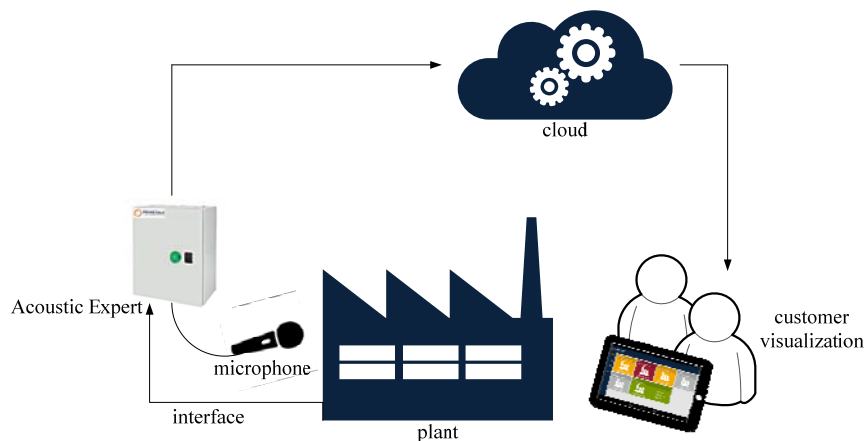 cloud
Acoustic Expert
microphone
interface
plant
customer
visualization